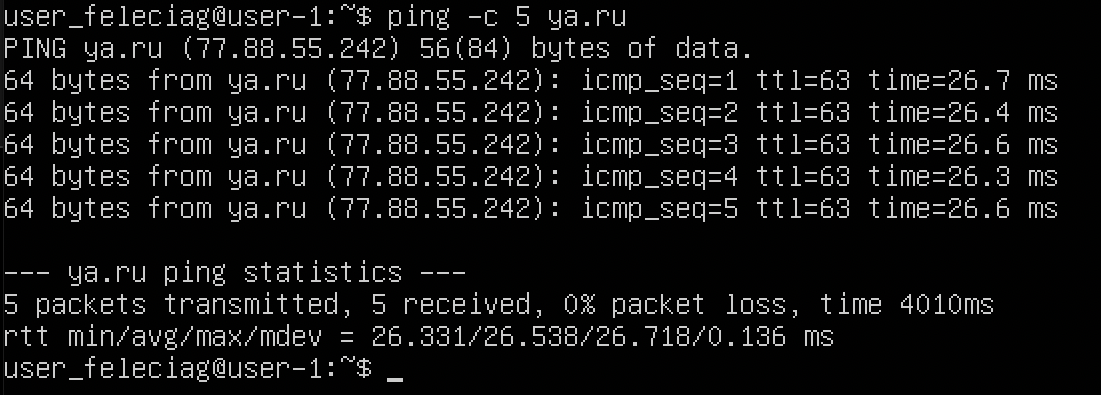 user_feleciag@user-1:~$ ping -c 5 ya.ru
PING ya.ru (77.88.55.242) 56(84) bytes of data.
64 bytes from ya.ru (77.88.55.242): icmp_seq=1 ttl=63 time=26.7 ms
64 bytes from ya.ru (77.88.55.242): icmp_seq=2 ttl=63 time=26.4 ms
64 bytes from ya.ru (77.88.55.242): icmp_seq=3 ttl=63 time=26.6 ms
64 bytes from ya.ru (77.88.55.242): icmp_seq=4 ttl=63 time=26.3 ms
64 bytes from ya.ru (77.88.55.242): icmp_seq=5 ttl=63 time=26.6 ms
--- ya.ru ping statistics ---
5 packets transmitted, 5 received, 0% packet loss, time 4010ms
rtt min/avg/max/mdev = 26.331/26.538/26.718/0.136 ms
user_feleciag@user-1:~$ _